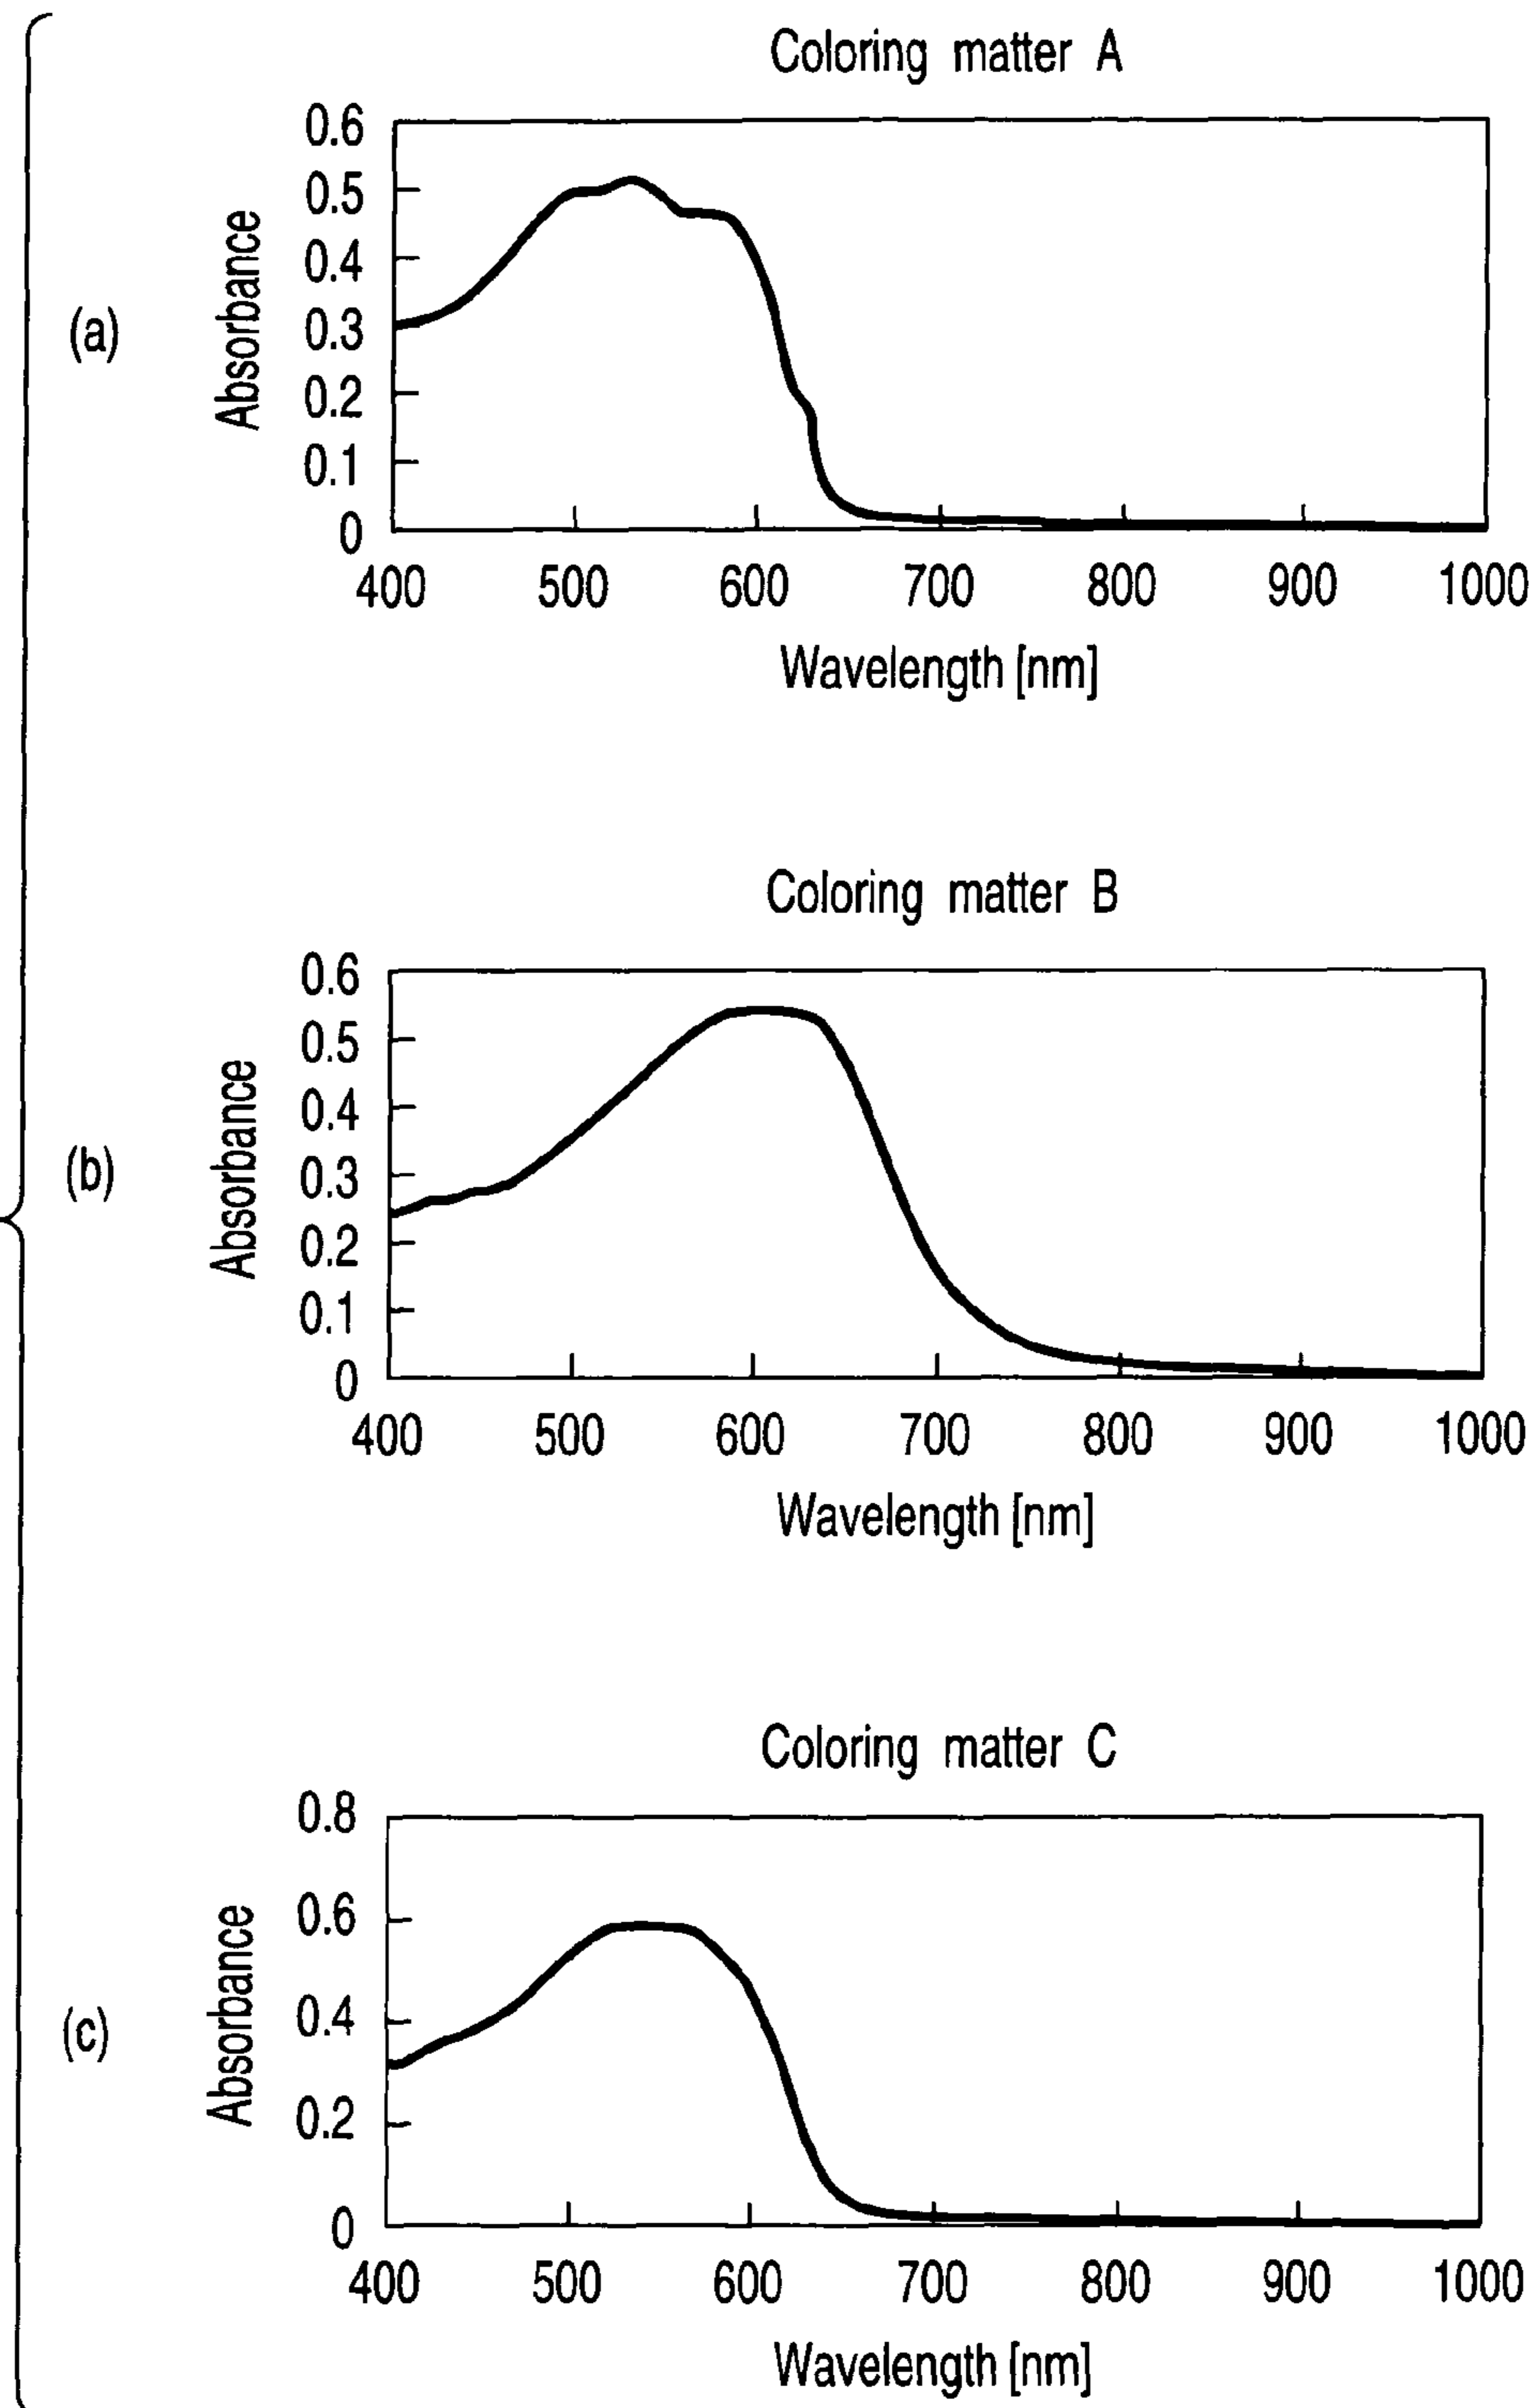 (a)
Coloring matter A
Absorbance
0.6
0.5
0.4
0.3
0.2
0.1
0
400 500 600 700 800 900 1000
Wavelength [nm]
(b)
Coloring matter B
Absorbance
0.6
0.5
0.4
0.3
0.2
0.1
0
400 500 600 700 800 900 1000
Wavelength [nm]
(c)
Coloring matter C
Absorbance
0.8
0.6
0.4
0.2
0
400 500 600 700 800 900 1000
Wavelength [nm]